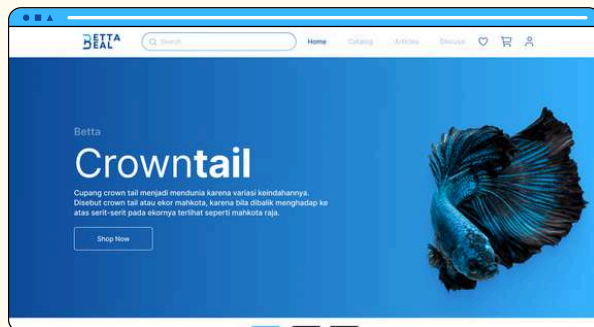 BETTA
DEAL
Search
Home
Catalog
Articles
Discuss
Betta
Crowntail
Cupang crown tail menjadi mendunia karena variasi keindahannya.
Disebut crown tail atau ekor mahkota, karena bila dibalik menghadap ke
atas serit-serit pada ekornya terlihat seperti mahkota raja.
Shop Now